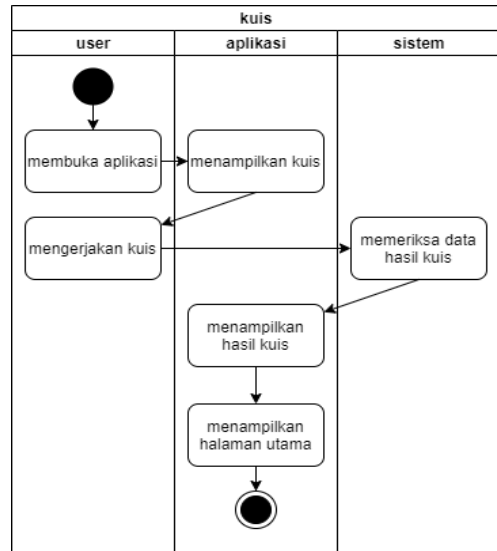 kuis
user
aplikasi
sistem
membuka aplikasi
menampilkan kuis
mengerjakan kuis
memeriksa data
hasil kuis
menampilkan
hasil kuis
menampilkan
halaman utama